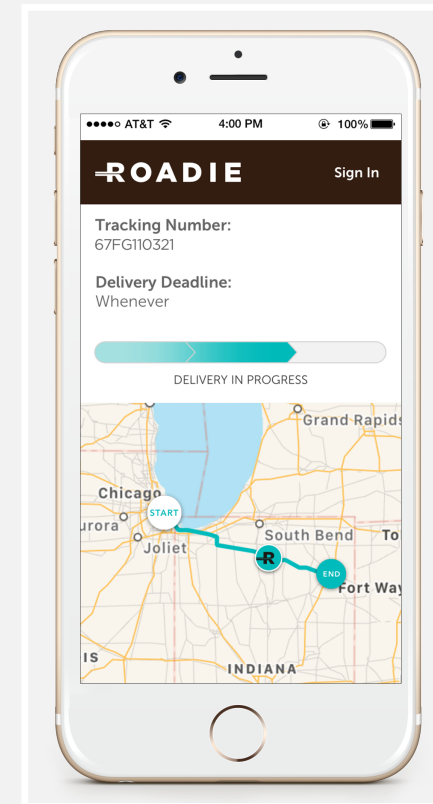 AT&T 4:00 PM 100%
ROADIE Sign In
Tracking Number:
67FG110321
Delivery Deadline:
Whenever
DELIVERY IN PROGRESS
Grand Rapids
Chicago
START
urora
South Bend To
Joliet
R
END
Fort Way
IS
INDIANA